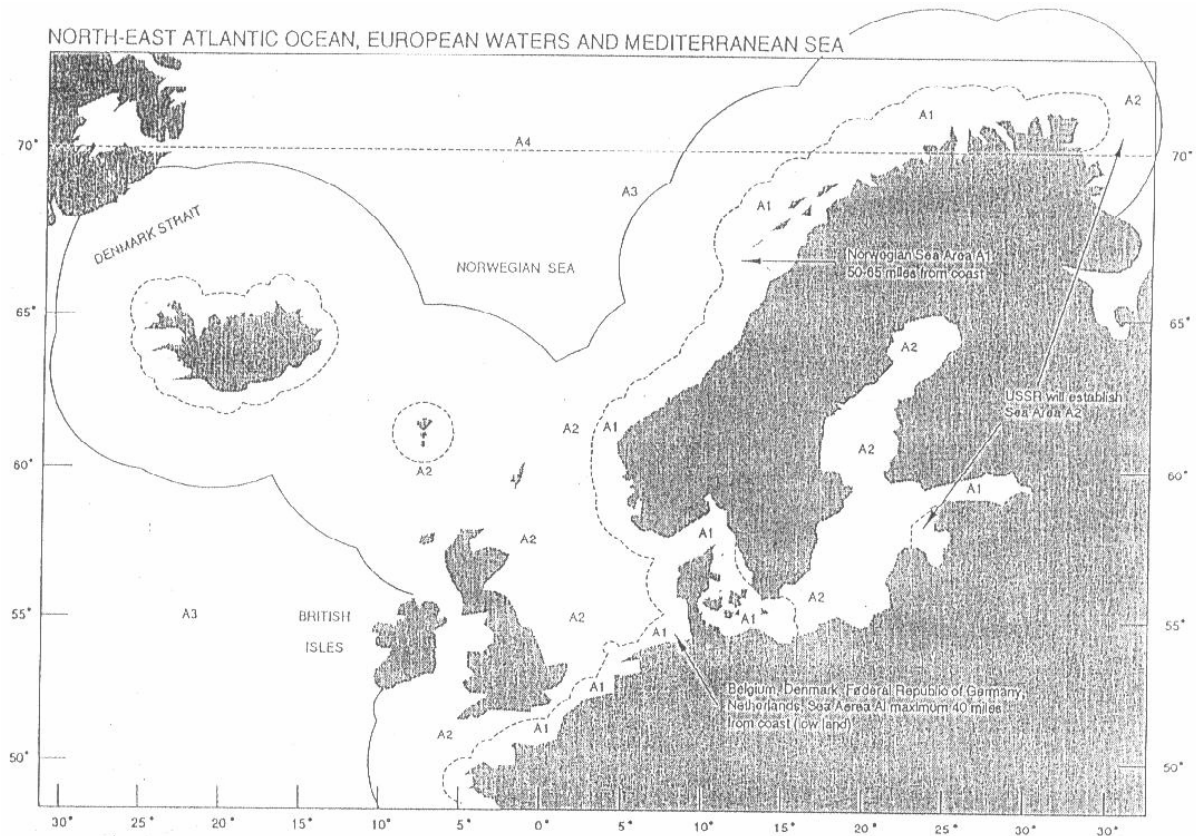 NORTH-EAST ATLANTIC OCEAN, EUROPEAN WATERS AND MEDITERRANEAN SEA
A2
A1
70°
A4
70°
A3
A1
DENMARK STRAIT
NORWEGIAN SEA
Norwegian Sea Area A1
50-65 miles from coast
65°
65°
A2
USSR will establish
Sea Area A2
A2
A1
A2
A2
60°
60°
A1
A1
A2
A2
55°
A3
BRITISH
ISLES
A2
A1
A1
55°
Belgium, Denmark, Federal Republic of Germany,
Netherlands, Sea Aerea AI maximum 40 miles
from coast (low land)
A1
A2
A1
50°
50°
30° 25° 20° 15° 10° 5° 0° 5° 10° 15° 20° 25° 30° 30°